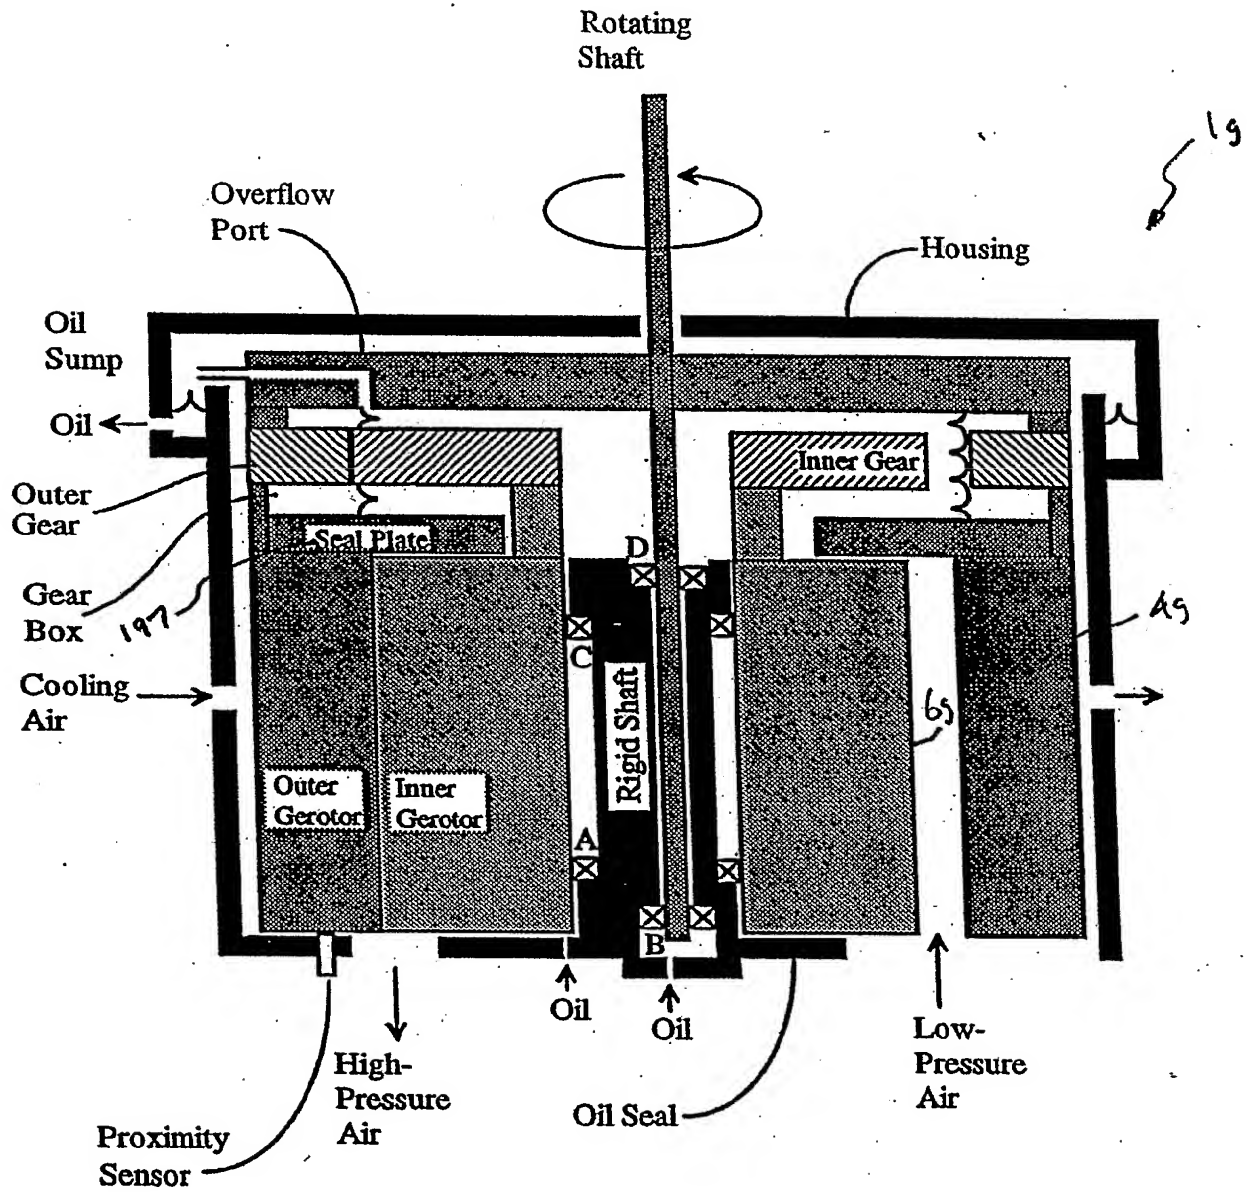 Rotating
Shaft
1g
Overflow
Port
Housing
Oil
Sump
Oil
Inner Gear
Outer
Gear
Seal Plate
D
Gear
Box
197
4g
C
Cooling
Air
Rigid Shaft
6g
Outer
Gerotor
Inner
Gerotor
A
B
Oil
Oil
High-
Pressure
Air
Low-
Pressure
Air
Oil Seal
Proximity
Sensor